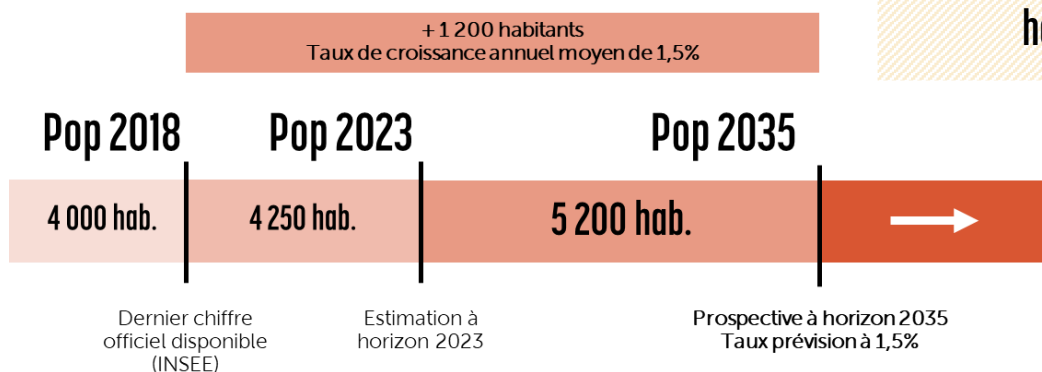 + 1 200 habitants
Taux de croissance annuel moyen de 1,5%
Pop 2018
Pop 2023
Pop 2035
4 000 hab.
4 250 hab.
5 200 hab.
Dernier chiffre
officiel disponible
(INSEE)
Estimation à
horizon 2023
Prospective à horizon 2035
Taux prévision à 1,5%